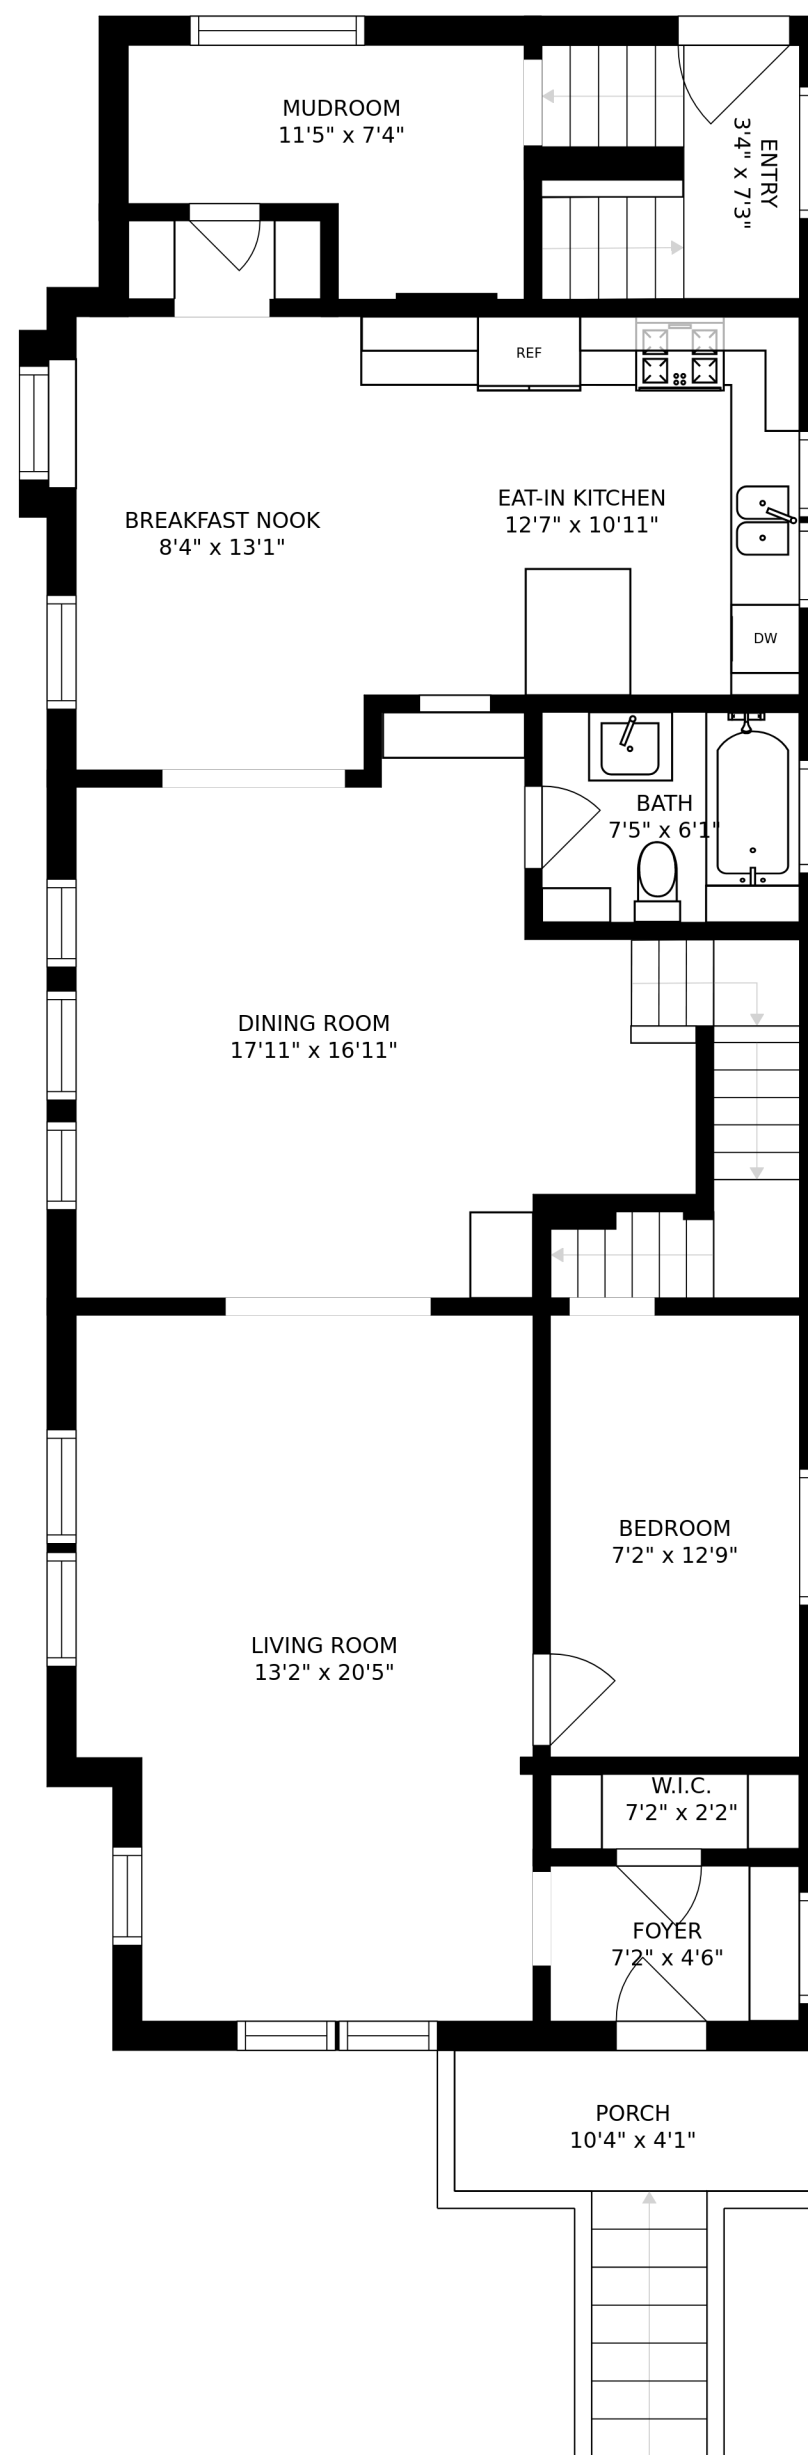 MUDROOM
11'5" x 7'4"
ENTRY
3'4" x 7'3"
REF
BREAKFAST NOOK
8'4" x 13'1"
EAT-IN KITCHEN
12'7" x 10'11"
DW
BATH
7'5" x 6'1"
DINING ROOM
17'11" x 16'11"
BEDROOM
7'2" x 12'9"
LIVING ROOM
13'2" x 20'5"
W.I.C.
7'2" x 2'2"
FOYER
7'2" x 4'6"
PORCH
10'4" x 4'1"